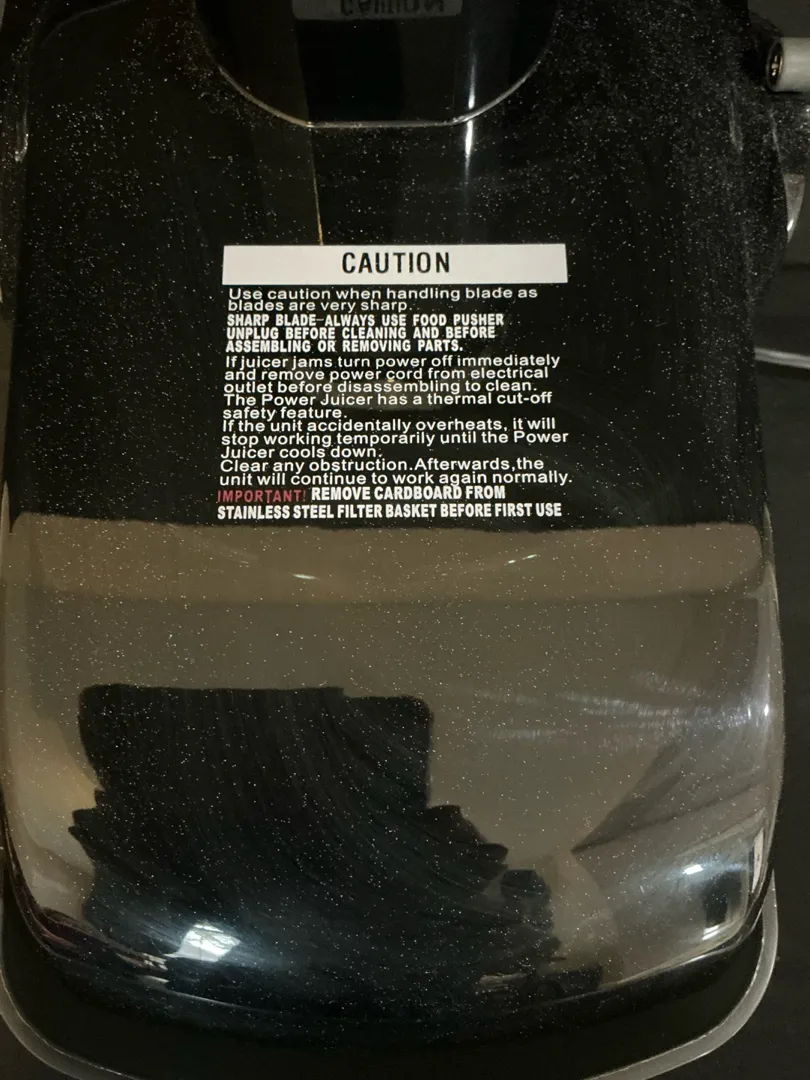 CAUTION
Use caution when handling blade as
blades are very sharp.
SHARP BLADE-ALWAYS USE FOOD PUSHER
UNPLUG BEFORE CLEANING AND BEFORE
ASSEMBLING OR REMOVING PARTS.
If juicer jams turn power off immediately
and remove power cord from electrical
outlet before disassembling to clean.
The Power Juicer has a thermal cut-off
safety feature.
If the unit accidentally overheats, it will
stop working temporarily until the Power
Juicer cools down.
Clear any obstruction.Afterwards,the
unit will continue to work again normally.
IMPORTANT! REMOVE CARDBOARD FROM
STAINLESS STEEL FILTER BASKET BEFORE FIRST USE